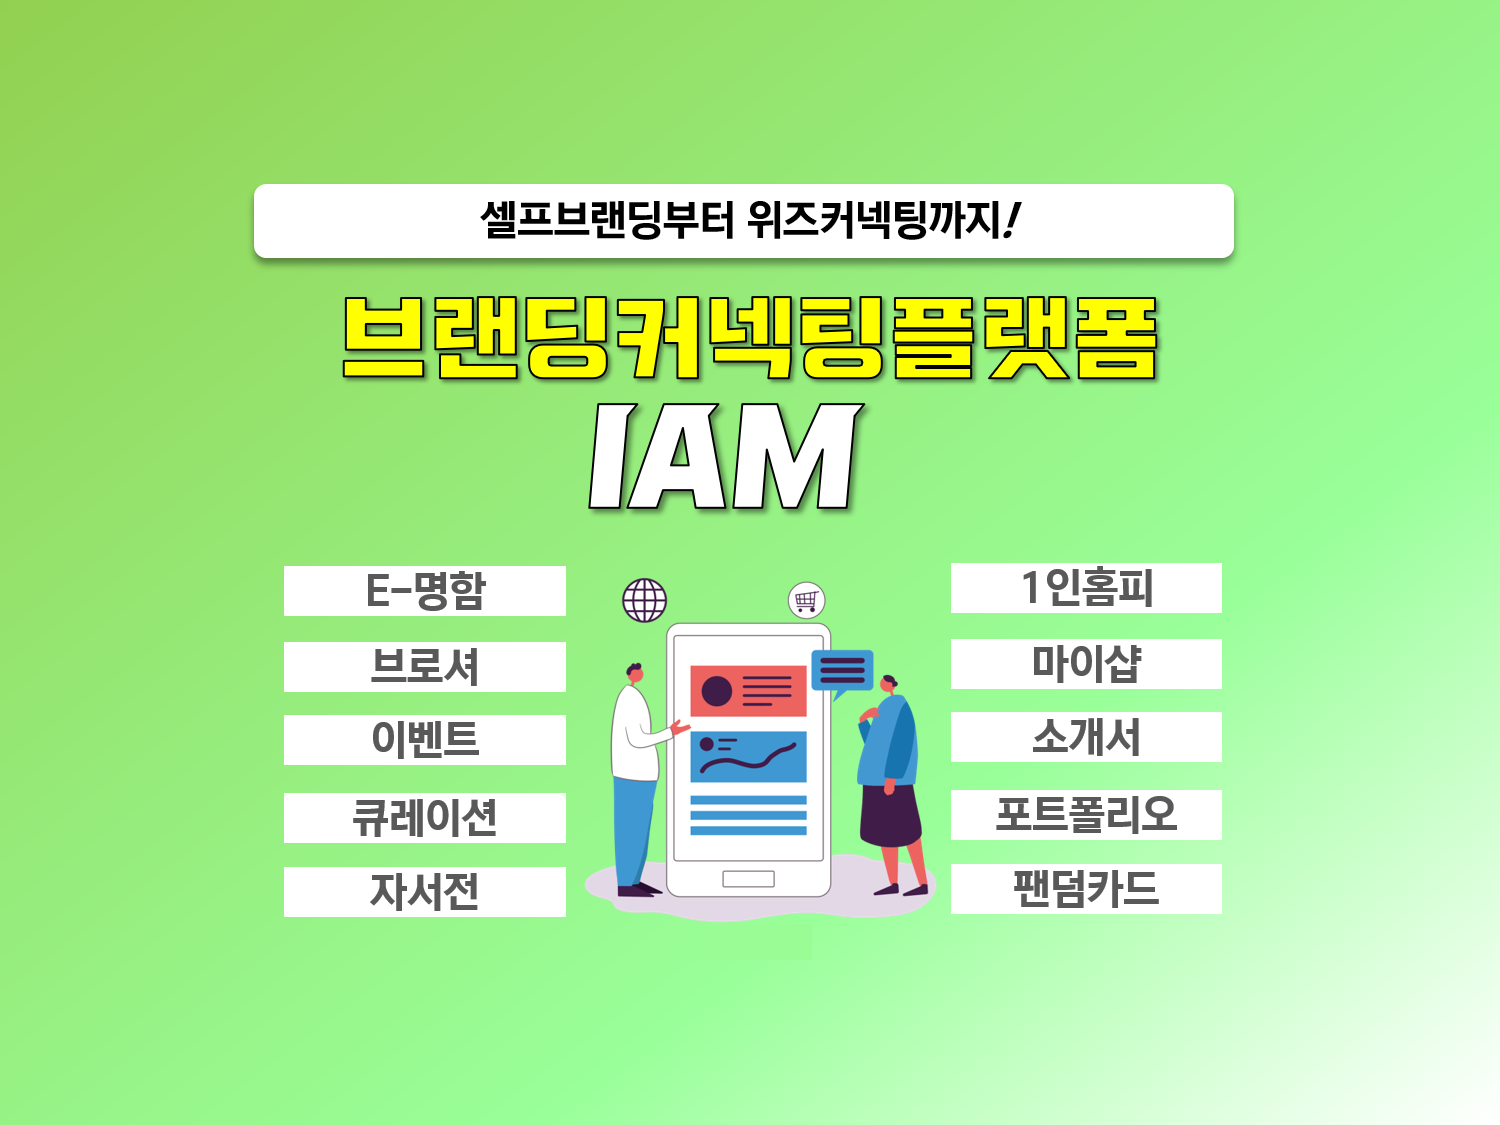 셀프브랜딩부터 위즈커넥팅까지!
브랜딩커넥팅플랫폼
IAM
E-명함
브로셔
이벤트
큐레이션
자서전
1인홈피
마이샵
소개서
포트폴리오
팬덤카드